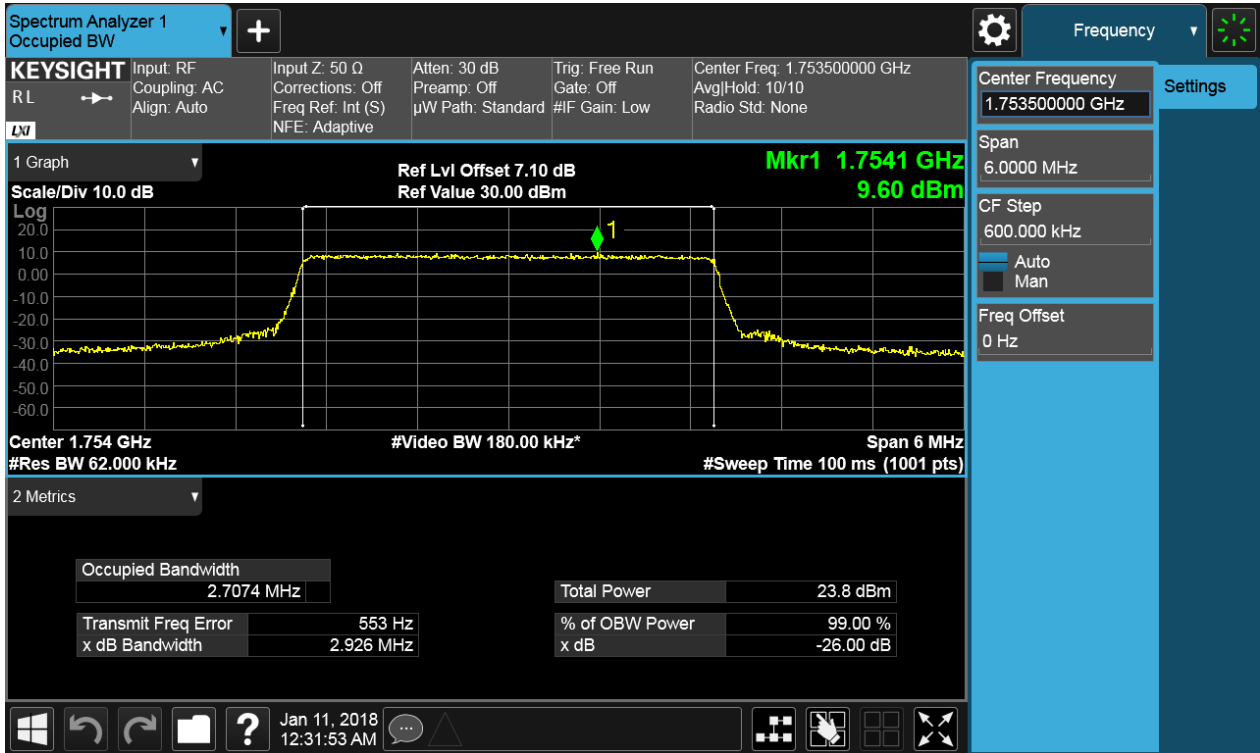 Spectrum Analyzer 1
Occupied BW
Frequency
KEYSIGHT
RL
LXI
Input: RF
Coupling: AC
Align: Auto
Input Z: 50 Ω
Corrections: Off
Freq Ref: Int (S)
NFE: Adaptive
Atten: 30 dB
Preamp: Off
µW Path: Standard
Trig: Free Run
Gate: Off
#IF Gain: Low
Center Freq: 1.753500000 GHz
Avg|Hold: 10/10
Radio Std: None
Center Frequency
1.753500000 GHz
Settings
Span
6.0000 MHz
CF Step
600.000 kHz
Auto
Man
Freq Offset
0 Hz
1 Graph
Scale/Div 10.0 dB
Ref Lvl Offset 7.10 dB
Ref Value 30.00 dBm
Mkr1 1.7541 GHz
9.60 dBm
Log
20.0
10.0
0.00
-10.0
-20.0
-30.0
-40.0
-50.0
-60.0
1
Center 1.754 GHz
#Video BW 180.00 kHz*
Span 6 MHz
#Res BW 62.000 kHz
#Sweep Time 100 ms (1001 pts)
2 Metrics
Occupied Bandwidth
2.7074 MHz
Total Power 23.8 dBm
Transmit Freq Error 553 Hz
% of OBW Power 99.00 %
x dB Bandwidth 2.926 MHz
x dB -26.00 dB
?
Jan 11, 2018
12:31:53 AM